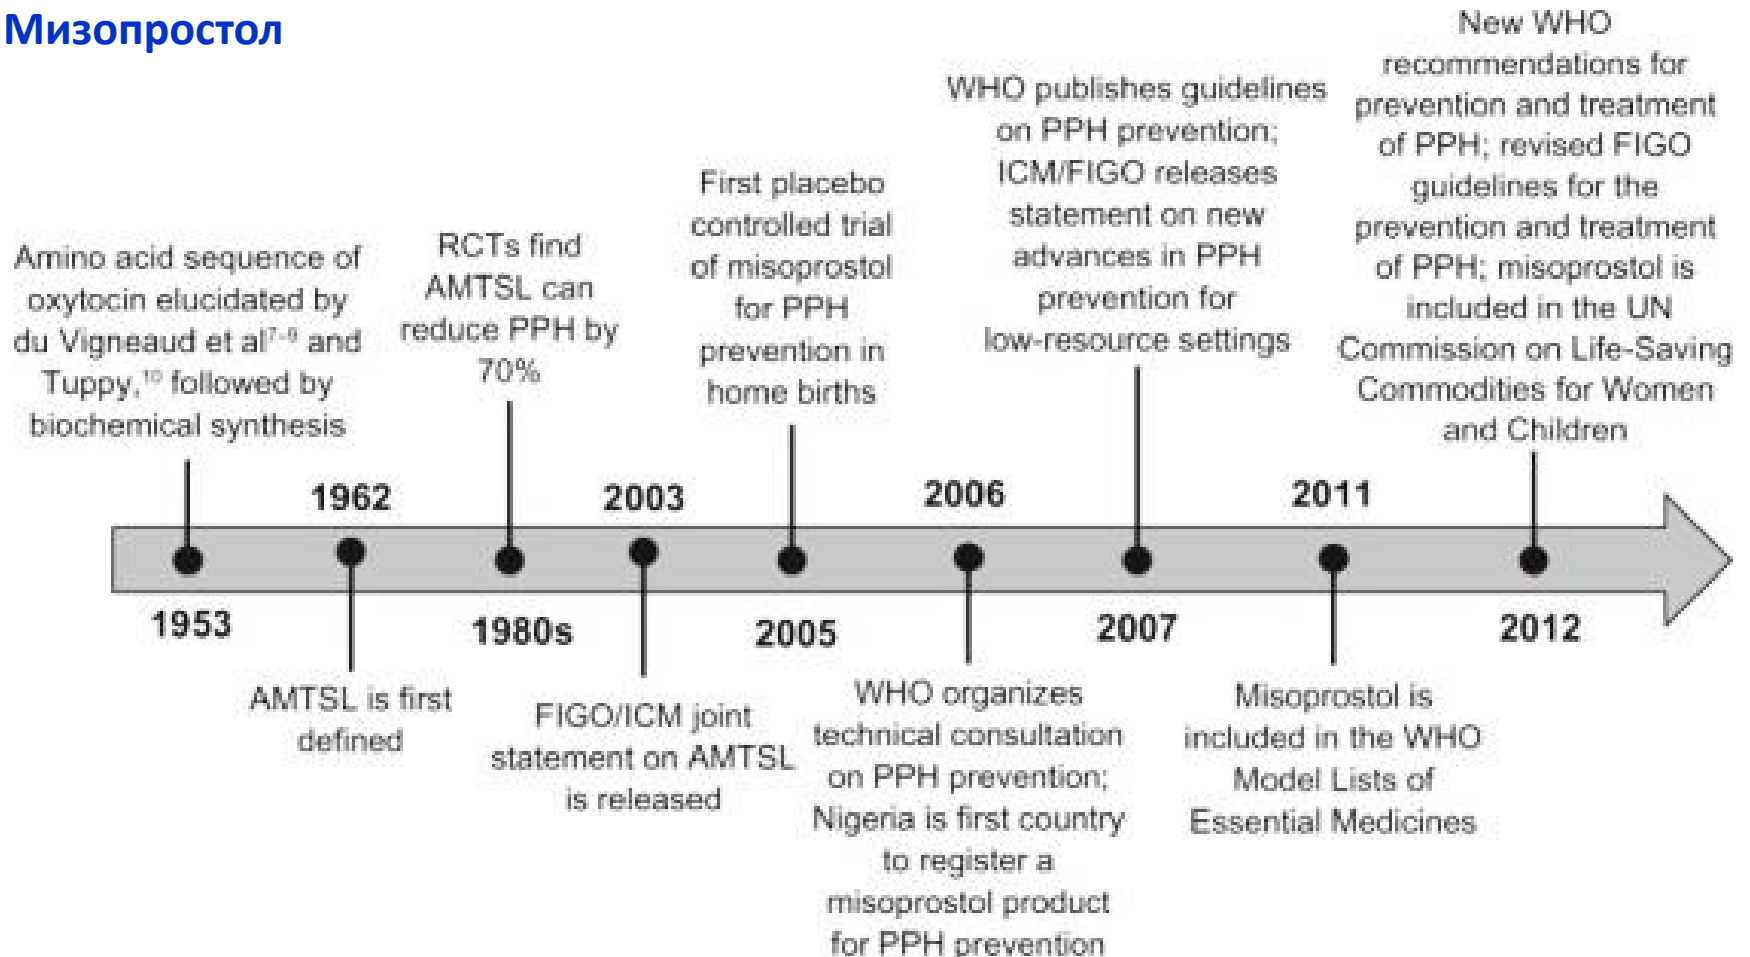 Мизопростол
Amino acid sequence of
oxytocin elucidated by
du Vigneaud et al⁷⁻⁹ and
Tuppy,¹⁰ followed by
biochemical synthesis
1953
1962
AMTSL is first
defined
RCTs find
AMTSL can
reduce PPH by
70%
1980s
2003
FIGO/ICM joint
statement on AMTSL
is released
First placebo
controlled trial
of misoprostol
for PPH
prevention in
home births
2005
2006
WHO organizes
technical consultation
on PPH prevention;
Nigeria is first country
to register a
misoprostol product
for PPH prevention
WHO publishes guidelines
on PPH prevention;
ICM/FIGO releases
statement on new
advances in PPH
prevention for
low-resource settings
2007
2011
Misoprostol is
included in the WHO
Model Lists of
Essential Medicines
New WHO
recommendations for
prevention and treatment
of PPH; revised FIGO
guidelines for the
prevention and treatment
of PPH; misoprostol is
included in the UN
Commission on Life-Saving
Commodities for Women
and Children
2012